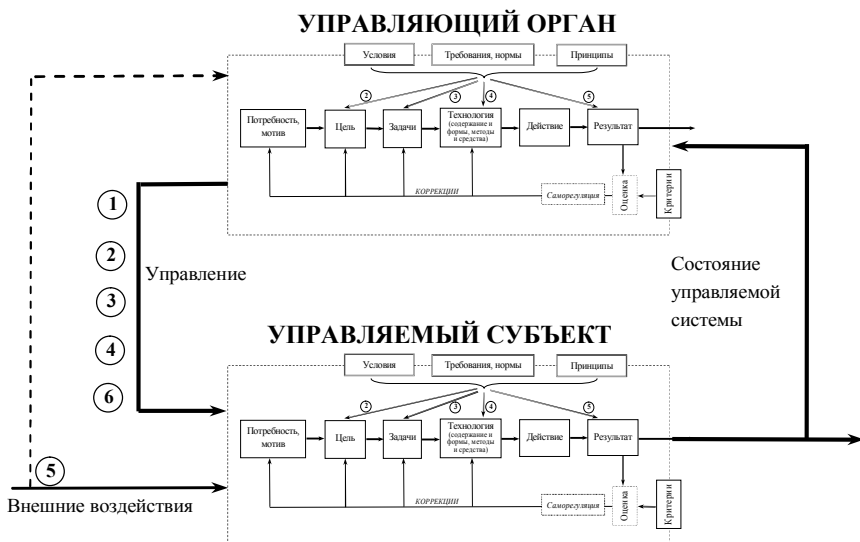 УПРАВЛЯЮЩИЙ ОРГАН
Условия
Требования, нормы
Принципы
2
3
4
5
Потребность,
мотив
Цель
Задачи
Технология
(содержание и
формы, методы
и средства)
Действие
Результат
КОРРЕКЦИИ
Саморегуляция
Оценка
Критерии
1
2
Управление
3
4
6
Состояние
управляемой
системы
УПРАВЛЯЕМЫЙ СУБЪЕКТ
Условия
Требования, нормы
Принципы
2
3
4
5
Потребность,
мотив
Цель
Задачи
Технология
(содержание и
формы, методы
и средства)
Действие
Результат
КОРРЕКЦИИ
Саморегуляция
Оценка
Критерии
5
Внешние воздействия